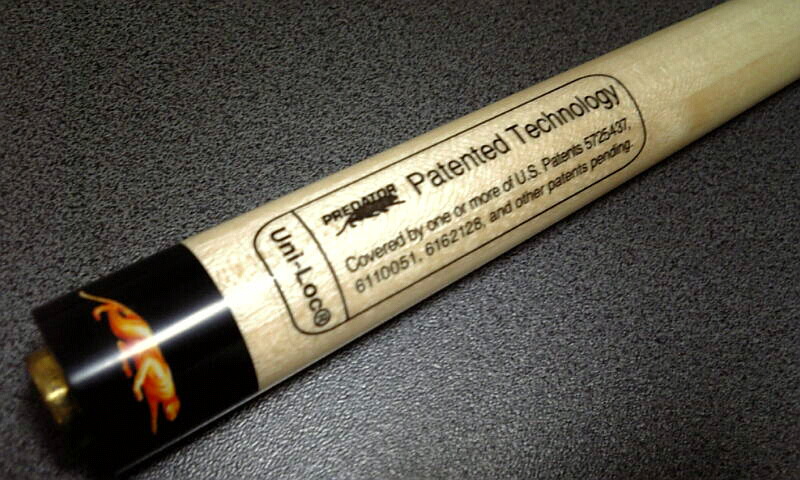 Uni-Loc®
PREDATOR
Patented Technology
Covered by one or more of U.S. Patents 5725437,
6110051, 6162128, and other patents pending.